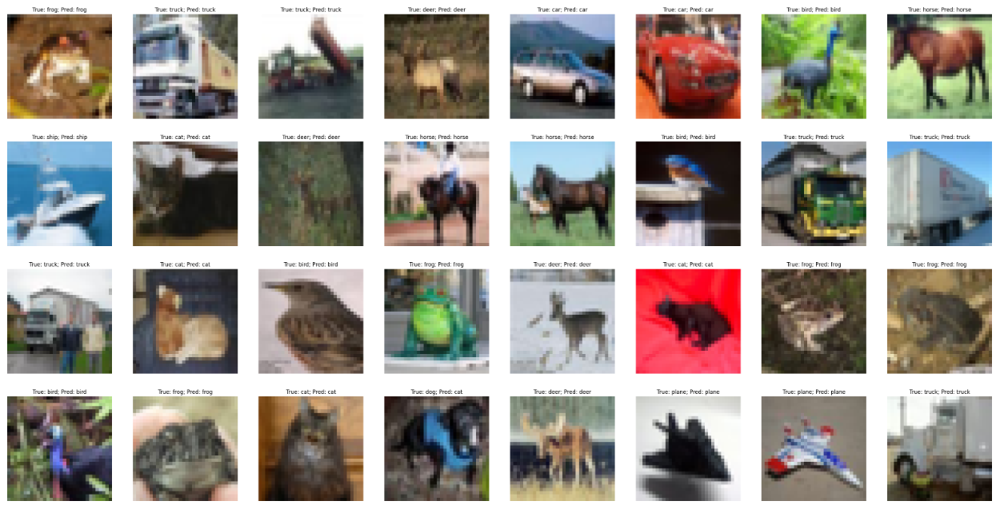 True: frog; Pred: frog
True: truck; Pred: truck
True: truck; Pred: truck
True: deer; Pred: deer
True: car; Pred: car
True: car; Pred: car
True: bird; Pred: bird
True: horse; Pred: horse
True: ship; Pred: ship
True: cat; Pred: cat
True: deer; Pred: deer
True: horse; Pred: horse
True: horse; Pred: horse
True: bird; Pred: bird
True: truck; Pred: truck
True: truck; Pred: truck
True: truck; Pred: truck
True: cat; Pred: cat
True: bird; Pred: bird
True: frog; Pred: frog
True: deer; Pred: deer
True: cat; Pred: cat
True: frog; Pred: frog
True: frog; Pred: frog
True: bird; Pred: bird
True: frog; Pred: frog
True: cat; Pred: cat
True: dog; Pred: cat
True: deer; Pred: deer
True: plane; Pred: plane
True: plane; Pred: plane
True: truck; Pred: truck